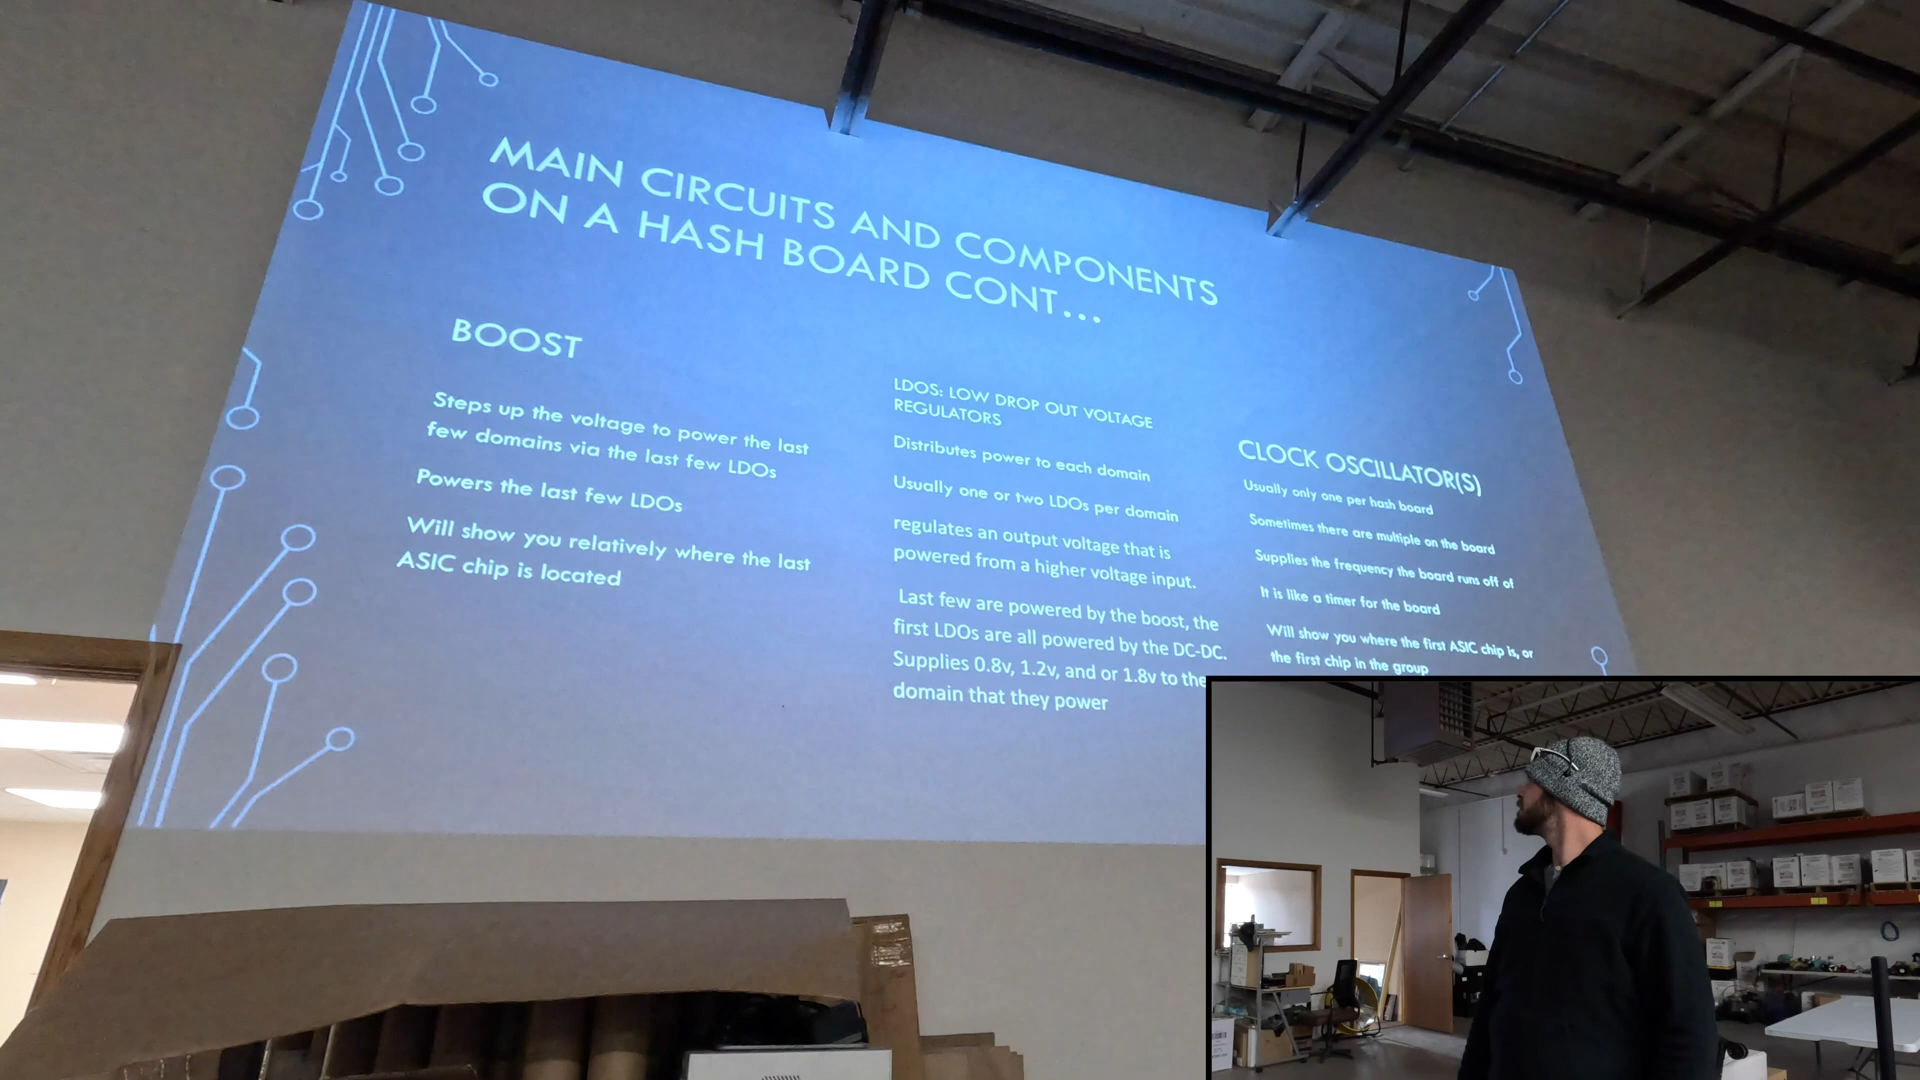 MAIN CIRCUITS AND COMPONENTS
ON A HASH BOARD CONT...
BOOST
Steps up the voltage to power the last
few domains via the last few LDOs
Powers the last few LDOs
Will show you relatively where the last
ASIC chip is located
LDOS: LOW DROP OUT VOLTAGE
REGULATORS
Distributes power to each domain
Usually one or two LDOs per domain
regulates an output voltage that is
powered from a higher voltage input.
Last few are powered by the boost, the
first LDOs are all powered by the DC-DC.
Supplies 0.8v, 1.2v, and or 1.8v to the
domain that they power
CLOCK OSCILLATOR(S)
Usually only one per hash board
Sometimes there are multiple on the board
Supplies the frequency the board runs off of
It is like a timer for the board
Will show you where the first ASIC chip is, or
the first chip in the group